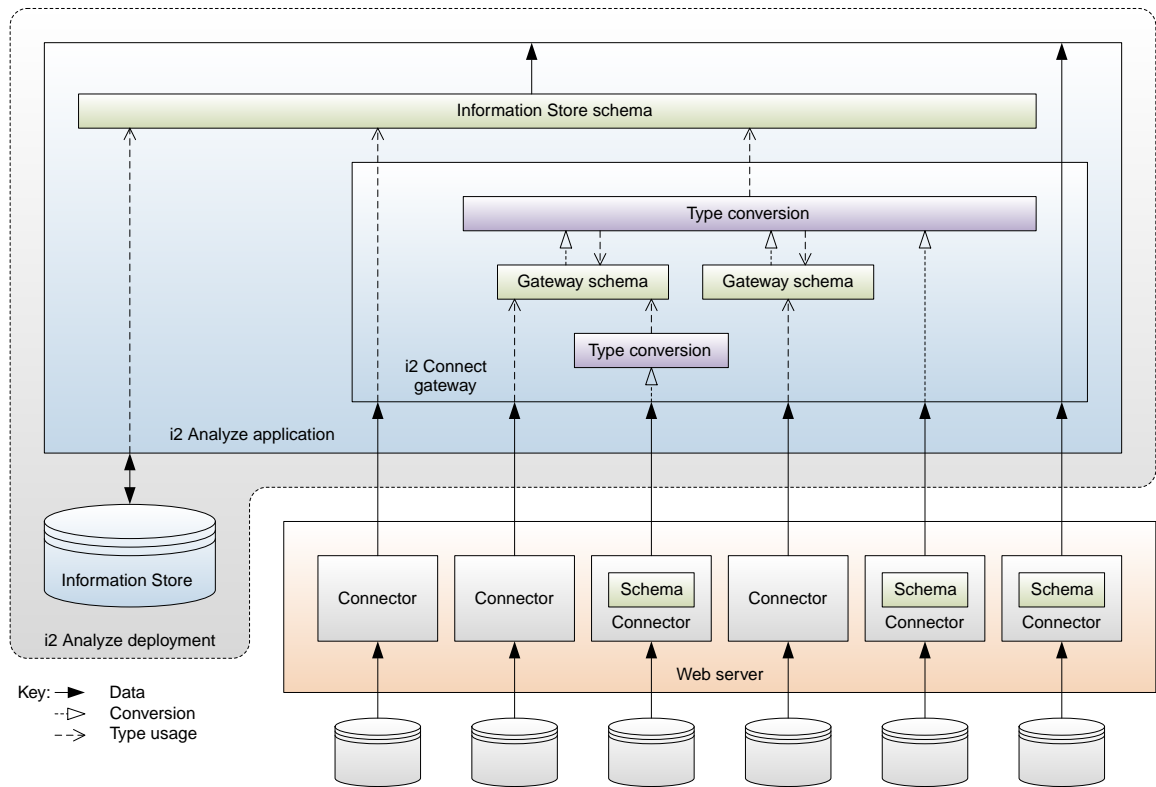 Information Store schema
Type conversion
Gateway schema
Gateway schema
Type conversion
i2 Connect
gateway
i2 Analyze application
Information Store
i2 Analyze deployment
Connector
Connector
Schema
Connector
Connector
Schema
Connector
Schema
Connector
Web server
Key:
Data
Conversion
Type usage